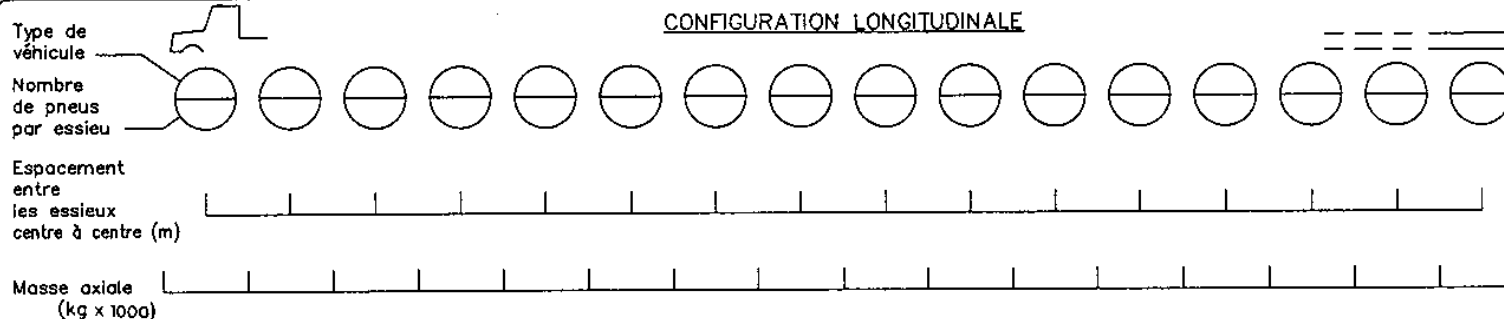 CONFIGURATION LONGITUDINALE
Type de
véhicule
Nombre
de pneus
par essieu
Espacement
entre
les essieux
centre à centre (m)
Masse axiale
(kg x 1000)